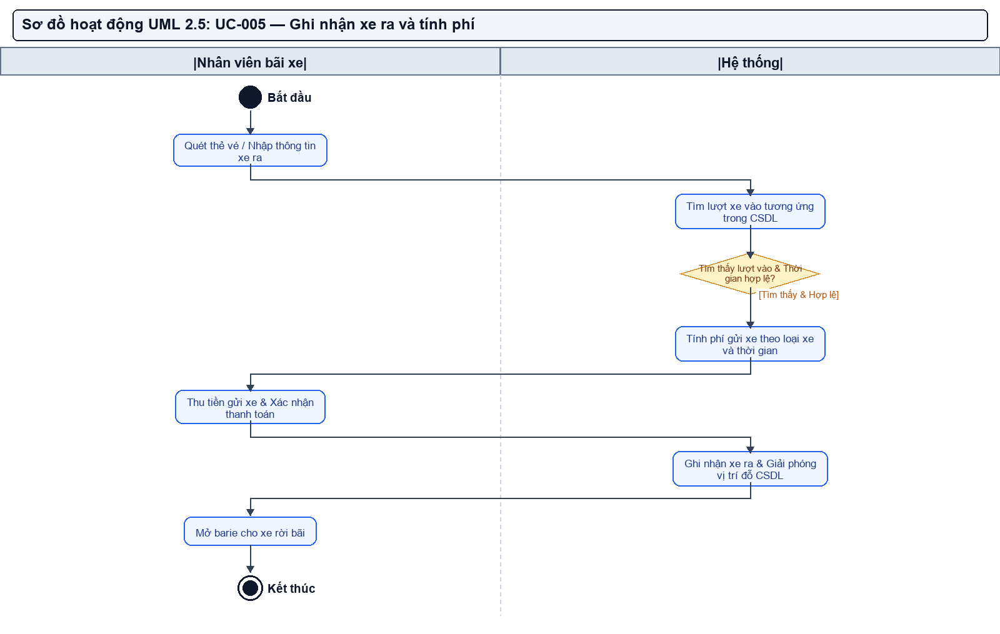 Sơ đồ hoạt động UML 2.5: UC-005 — Ghi nhận xe ra và tính phí
|Nhân viên bãi xe|
|Hệ thống|
Bắt đầu
Quét thẻ vé / Nhập thông tin
xe ra
Tìm lượt xe vào tương ứng
trong CSDL
Tìm thấy lượt vào & Thời
gian hợp lệ?
[Tìm thấy & Hợp lệ]
Tính phí gửi xe theo loại xe
và thời gian
Thu tiền gửi xe & Xác nhận
thanh toán
Ghi nhận xe ra & Giải phóng
vị trí đỗ CSDL
Mở barie cho xe rời bãi
Kết thúc